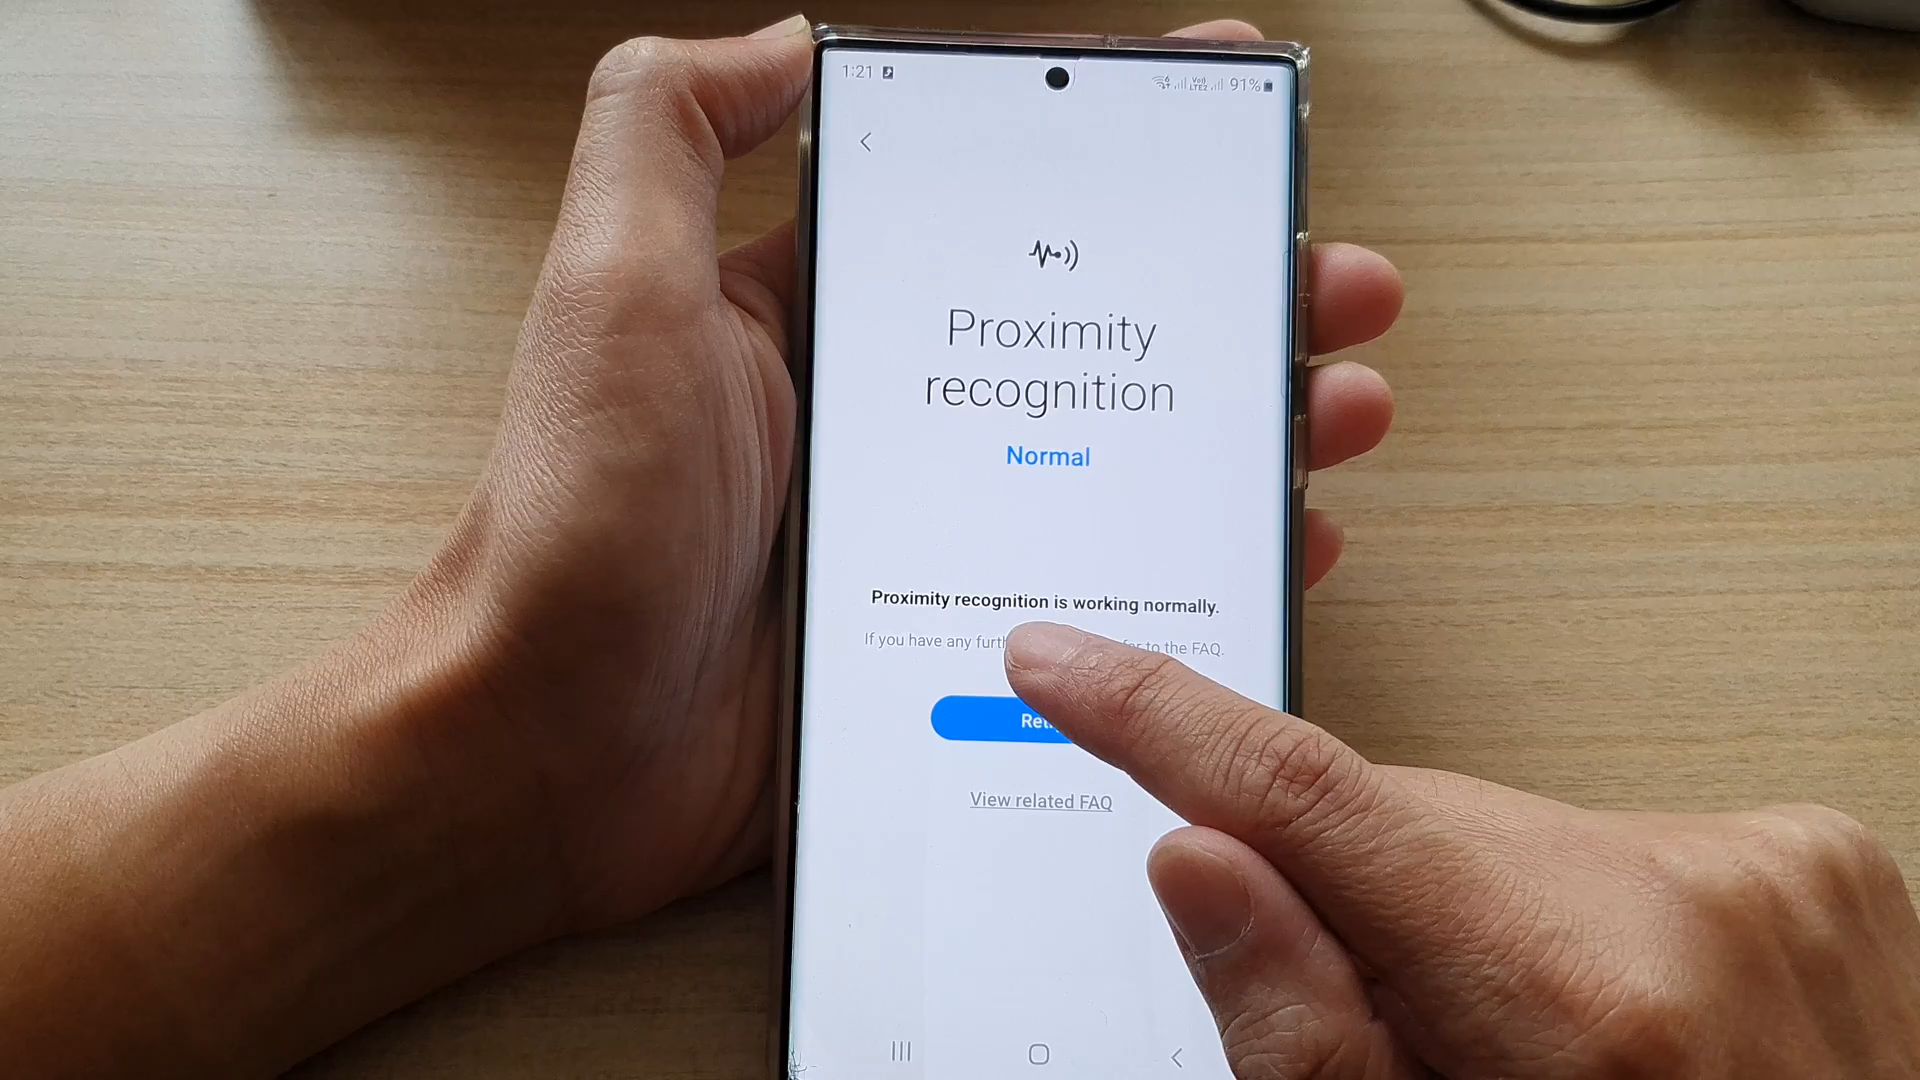 1:21 91%
Proximity
recognition
Normal
Proximity recognition is working normally.
If you have any to the FAQ.
View related FAQ